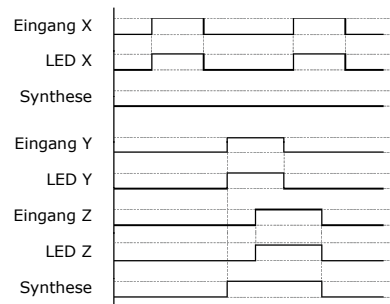 Eingang X
LED X
Synthese
Eingang Y
LED Y
Eingang Z
LED Z
Synthese